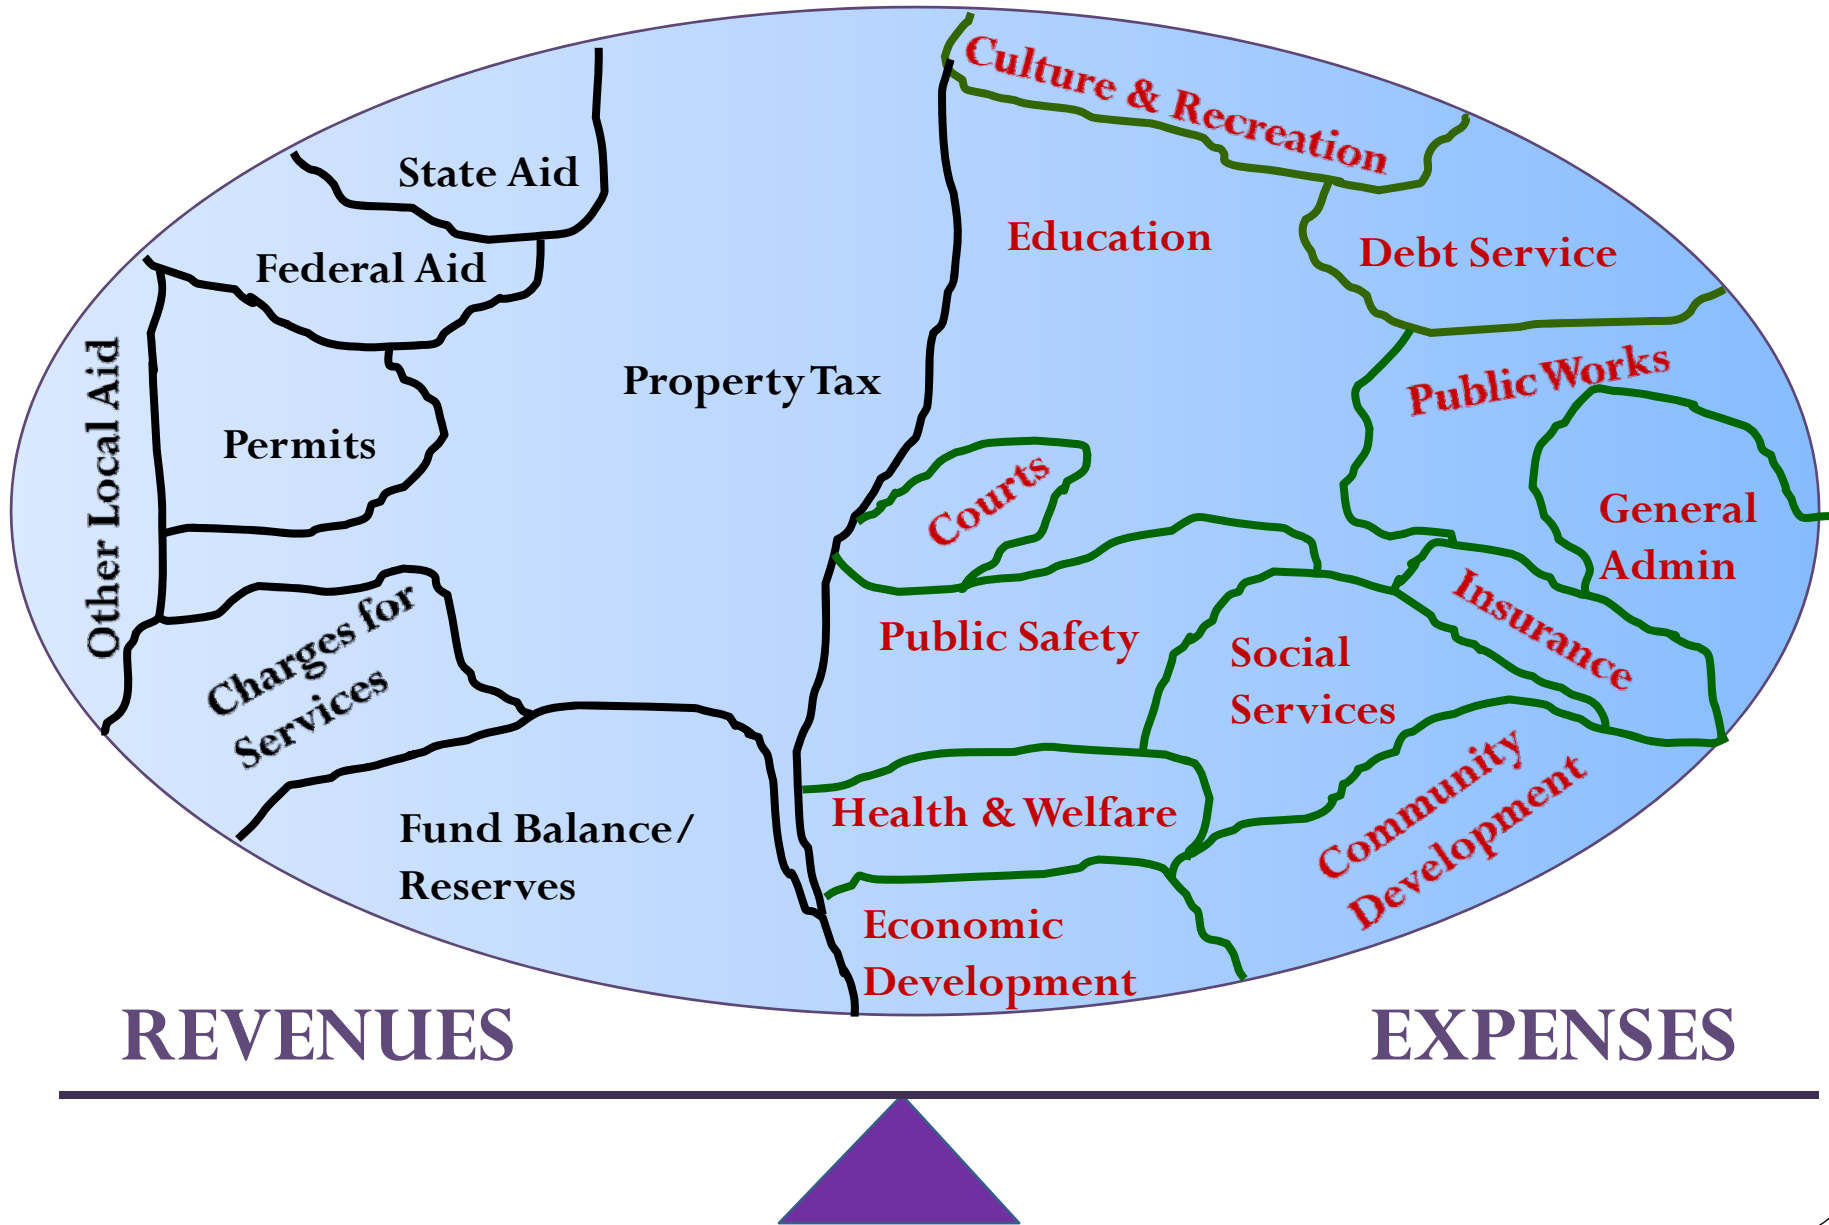 State Aid
Federal Aid
Other Local Aid
Permits
Property Tax
Charges for
Services
Fund Balance/
Reserves
Culture & Recreation
Education
Debt Service
Public Works
Courts
General
Admin
Insurance
Public Safety
Social
Services
Health & Welfare
Community
Development
Economic
Development
REVENUES
EXPENSES